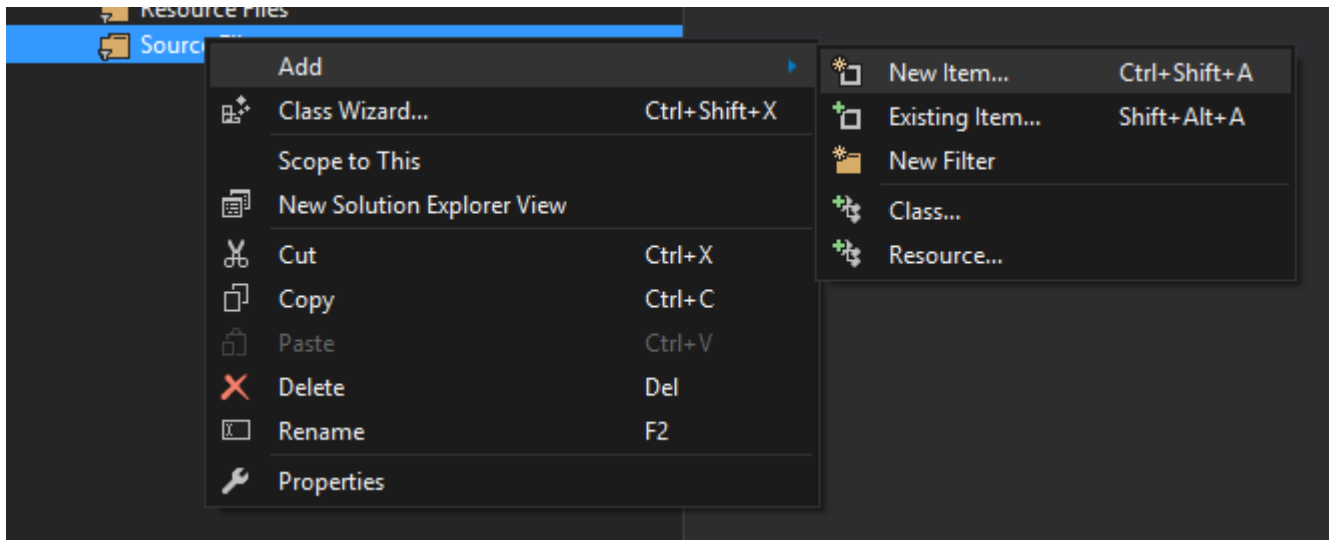 Resource Files
Source
Add
Class Wizard... Ctrl+Shift+X
Scope to This
New Solution Explorer View
Cut Ctrl+X
Copy Ctrl+C
Paste Ctrl+V
Delete Del
Rename F2
Properties
New Item... Ctrl+Shift+A
Existing Item... Shift+Alt+A
New Filter
Class...
Resource...